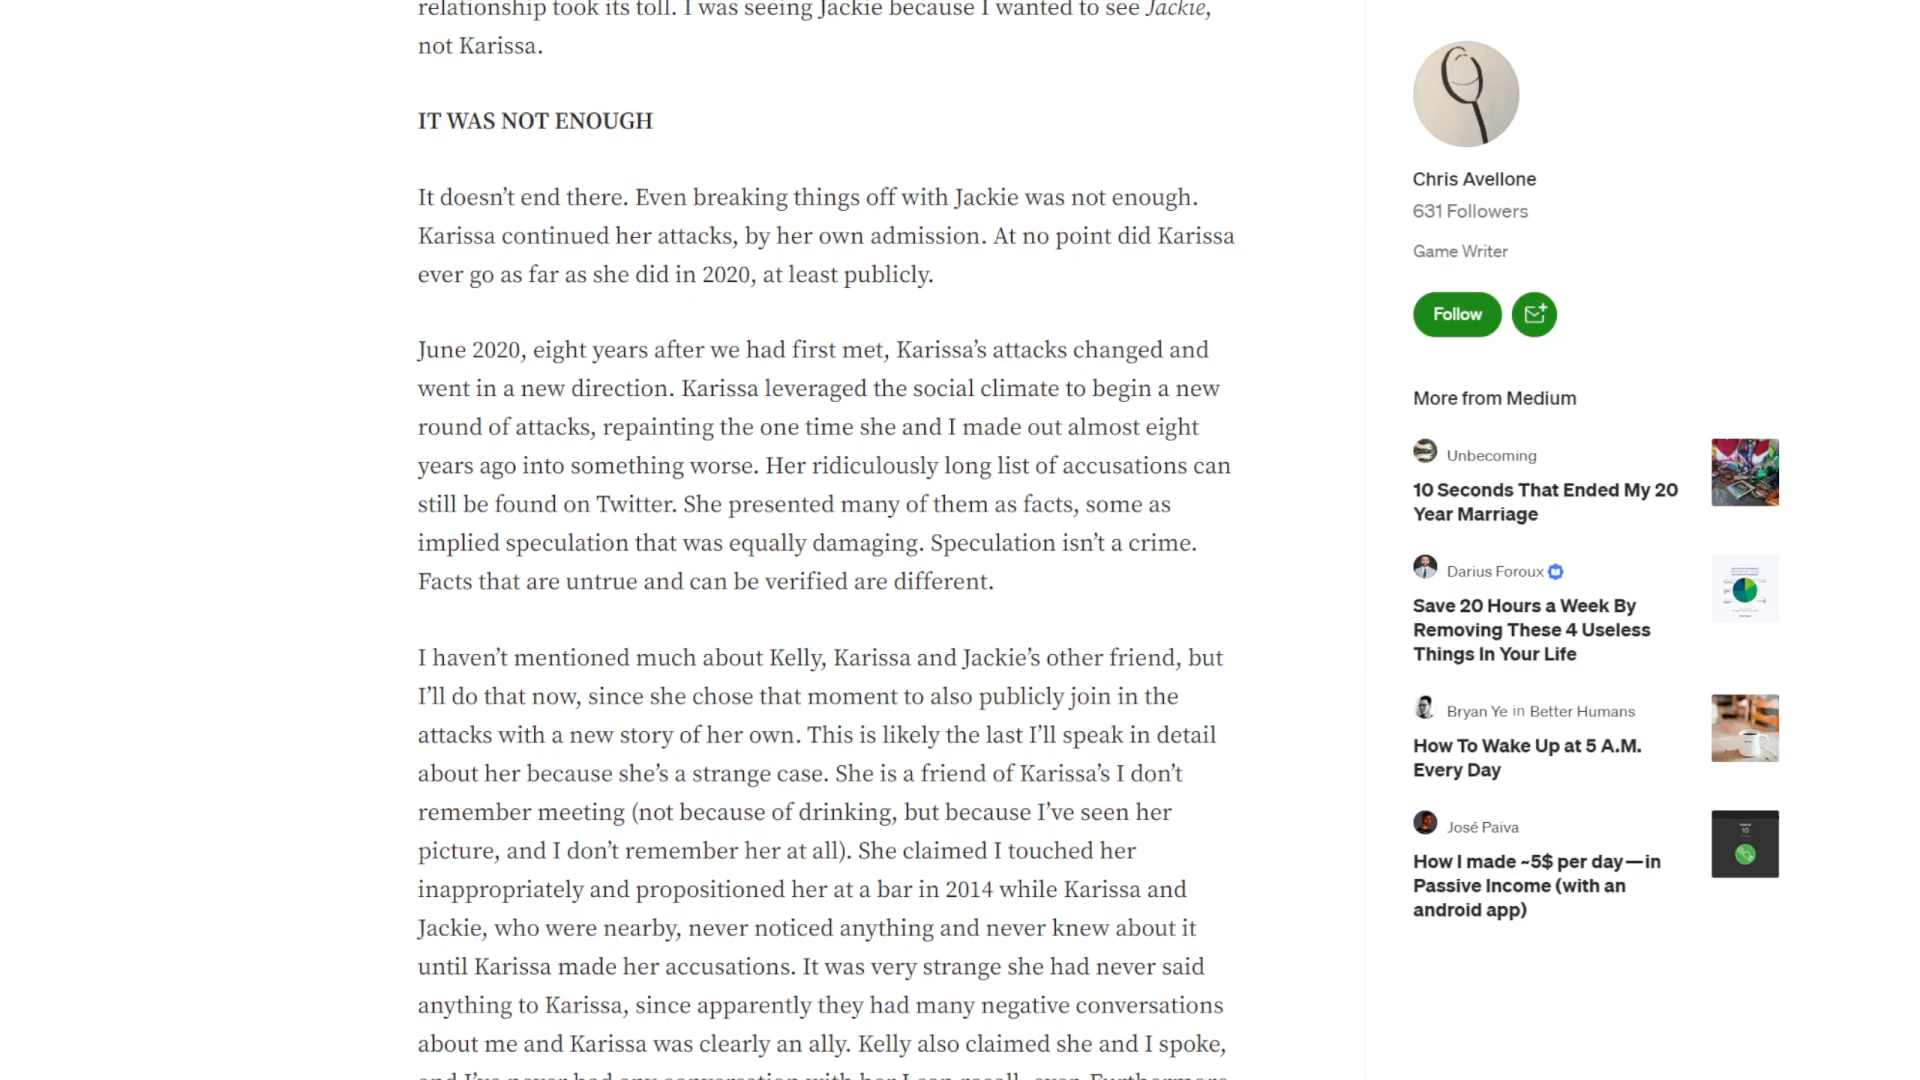 relationship took its toll. I was seeing Jackie because I wanted to see Jackie,
not Karissa.
IT WAS NOT ENOUGH
It doesn’t end there. Even breaking things off with Jackie was not enough.
Karissa continued her attacks, by her own admission. At no point did Karissa
ever go as far as she did in 2020, at least publicly.
June 2020, eight years after we had first met, Karissa’s attacks changed and
went in a new direction. Karissa leveraged the social climate to begin a new
round of attacks, repainting the one time she and I made out almost eight
years ago into something worse. Her ridiculously long list of accusations can
still be found on Twitter. She presented many of them as facts, some as
implied speculation that was equally damaging. Speculation isn’t a crime.
Facts that are untrue and can be verified are different.
I haven’t mentioned much about Kelly, Karissa and Jackie’s other friend, but
I’ll do that now, since she chose that moment to also publicly join in the
attacks with a new story of her own. This is likely the last I’ll speak in detail
about her because she’s a strange case. She is a friend of Karissa’s I don’t
remember meeting (not because of drinking, but because I’ve seen her
picture, and I don’t remember her at all). She claimed I touched her
inappropriately and propositioned her at a bar in 2014 while Karissa and
Jackie, who were nearby, never noticed anything and never knew about it
until Karissa made her accusations. It was very strange she had never said
anything to Karissa, since apparently they had many negative conversations
about me and Karissa was clearly an ally. Kelly also claimed she and I spoke,
and I’ve never had any conversation with her I can recall, ever. Furthermore,
Chris Avellone
631 Followers
Game Writer
Follow
More from Medium
Unbecoming
10 Seconds That Ended My 20
Year Marriage
Darius Foroux
Save 20 Hours a Week By
Removing These 4 Useless
Things In Your Life
Bryan Ye in Better Humans
How To Wake Up at 5 A.M.
Every Day
José Paiva
How I made ~5$ per day — in
Passive Income (with an
android app)